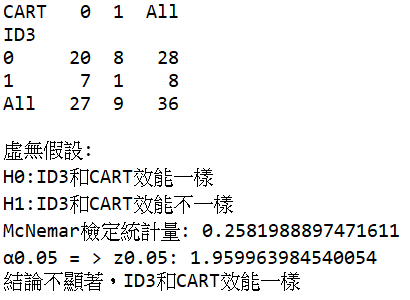 CART 0 1 All
ID3
0 20 8 28
1 7 1 8
All 27 9 36
虛無假設:
H0:ID3和CART效能一樣
H1:ID3和CART效能不一樣
McNemar檢定統計量: 0.2581988897471611
α0.05 = > z0.05: 1.959963984540054
結論不顯著，ID3和CART效能一樣